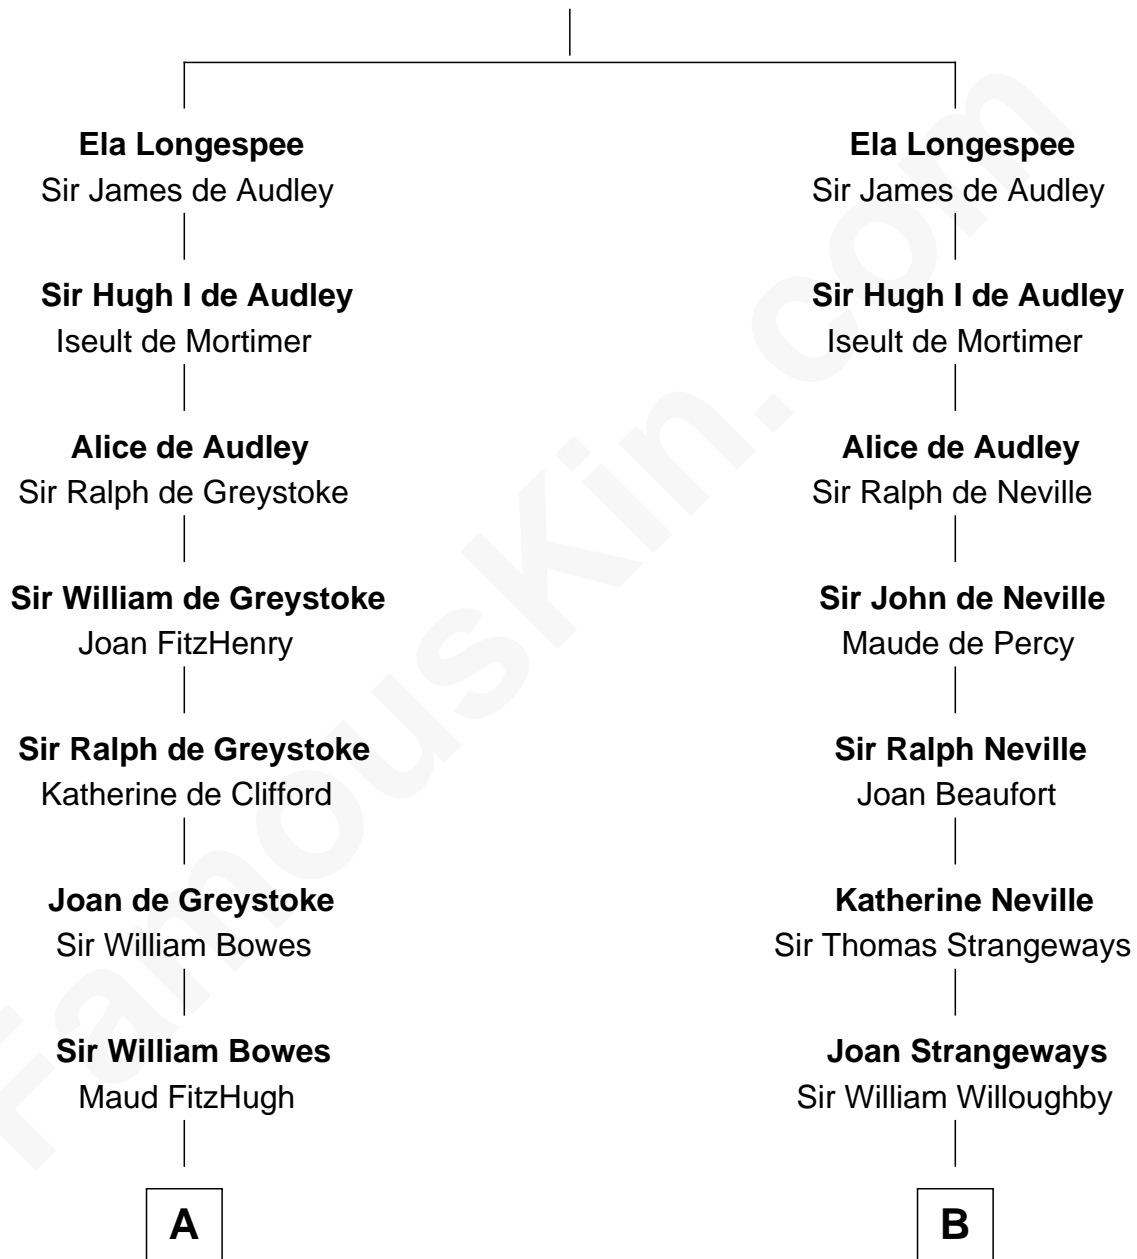 Ela Longespee
Sir James de Audley
Sir Hugh I de Audley
Iseult de Mortimer
Alice de Audley
Sir Ralph de Greystoke
Sir William de Greystoke
Joan FitzHenry
Sir Ralph de Greystoke
Katherine de Clifford
Joan de Greystoke
Sir William Bowes
Sir William Bowes
Maud FitzHugh
A
Ela Longespee
Sir James de Audley
Sir Hugh I de Audley
Iseult de Mortimer
Alice de Audley
Sir Ralph de Neville
Sir John de Neville
Maude de Percy
Sir Ralph Neville
Joan Beaufort
Katherine Neville
Sir Thomas Strangeways
Joan Strangeways
Sir William Willoughby
B
FamousKin.com